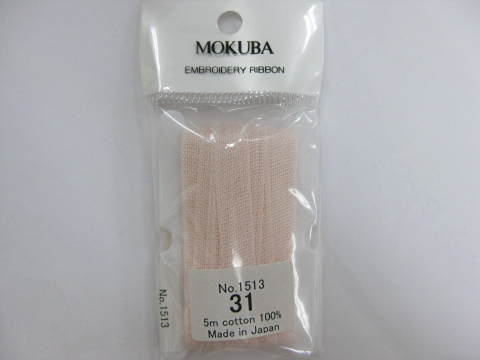 MOKUBA
EMBROIDERY RIBBON
No.1513
31
5m cotton 100%
Made in Japan
No.1513